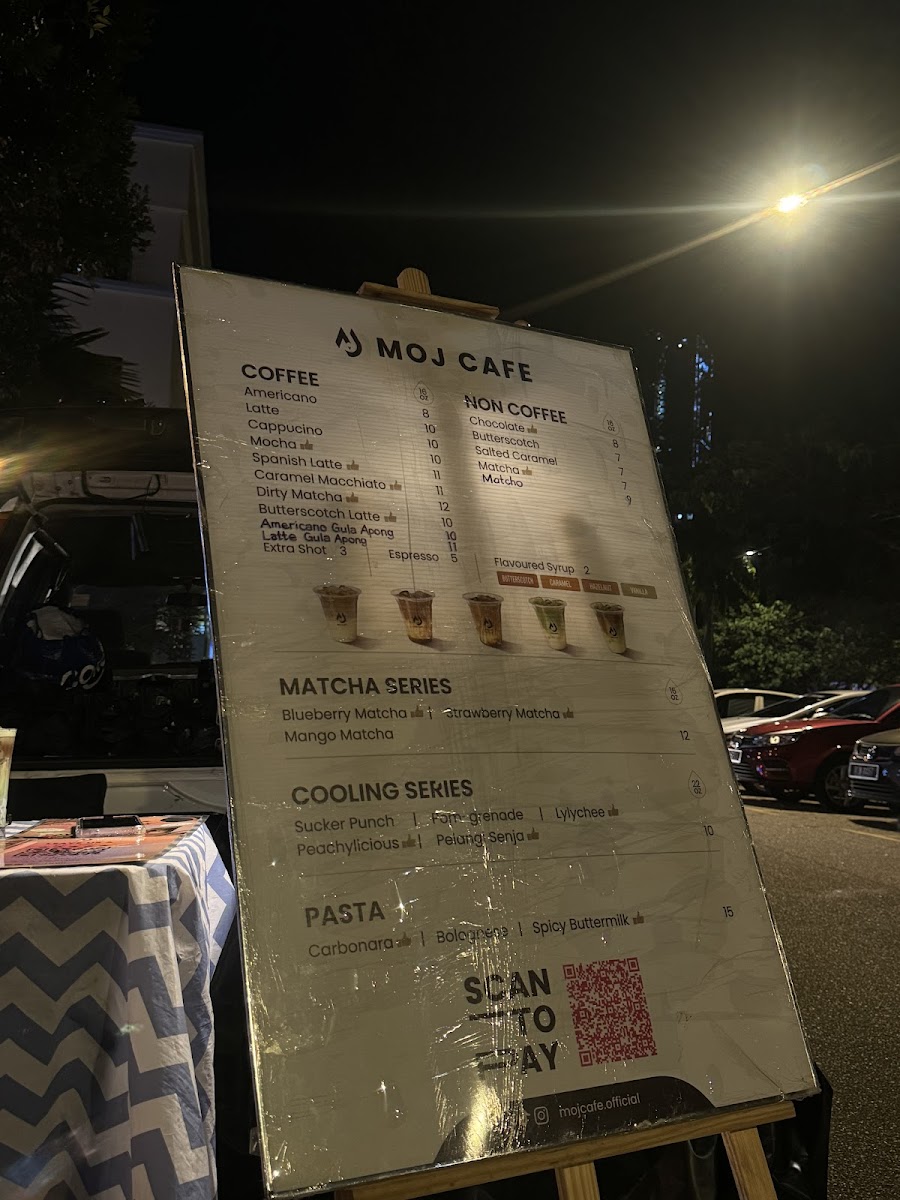 MOJ CAFE
COFFEE 16 OZ
Americano 8
Latte 10
Cappucino 10
Mocha 10
Spanish Latte 11
Caramel Macchiato 11
Dirty Matcha 12
Butterscotch Latte 10
Americano Gula Apong 10
Latte Gula Apong 11
Extra Shot 3 Espresso 5
NON COFFEE 16 OZ
Chocolate 8
Butterscotch 7
Salted Caramel 7
Matcha 7
Matcha 9
Flavoured Syrup 2
BUTTERSCOTCH CARAMEL HAZELNUT VANILLA
MATCHA SERIES 16 OZ
Blueberry Matcha | Strawberry Matcha
Mango Matcha 12
COOLING SERIES 22 OZ
Sucker Punch | Pomegrenade | Lylychee
Peachylicious | Pelangi Senja 10
PASTA
Carbonara | Bolognese | Spicy Buttermilk 15
SCAN
TO
PAY
mojcafe.official